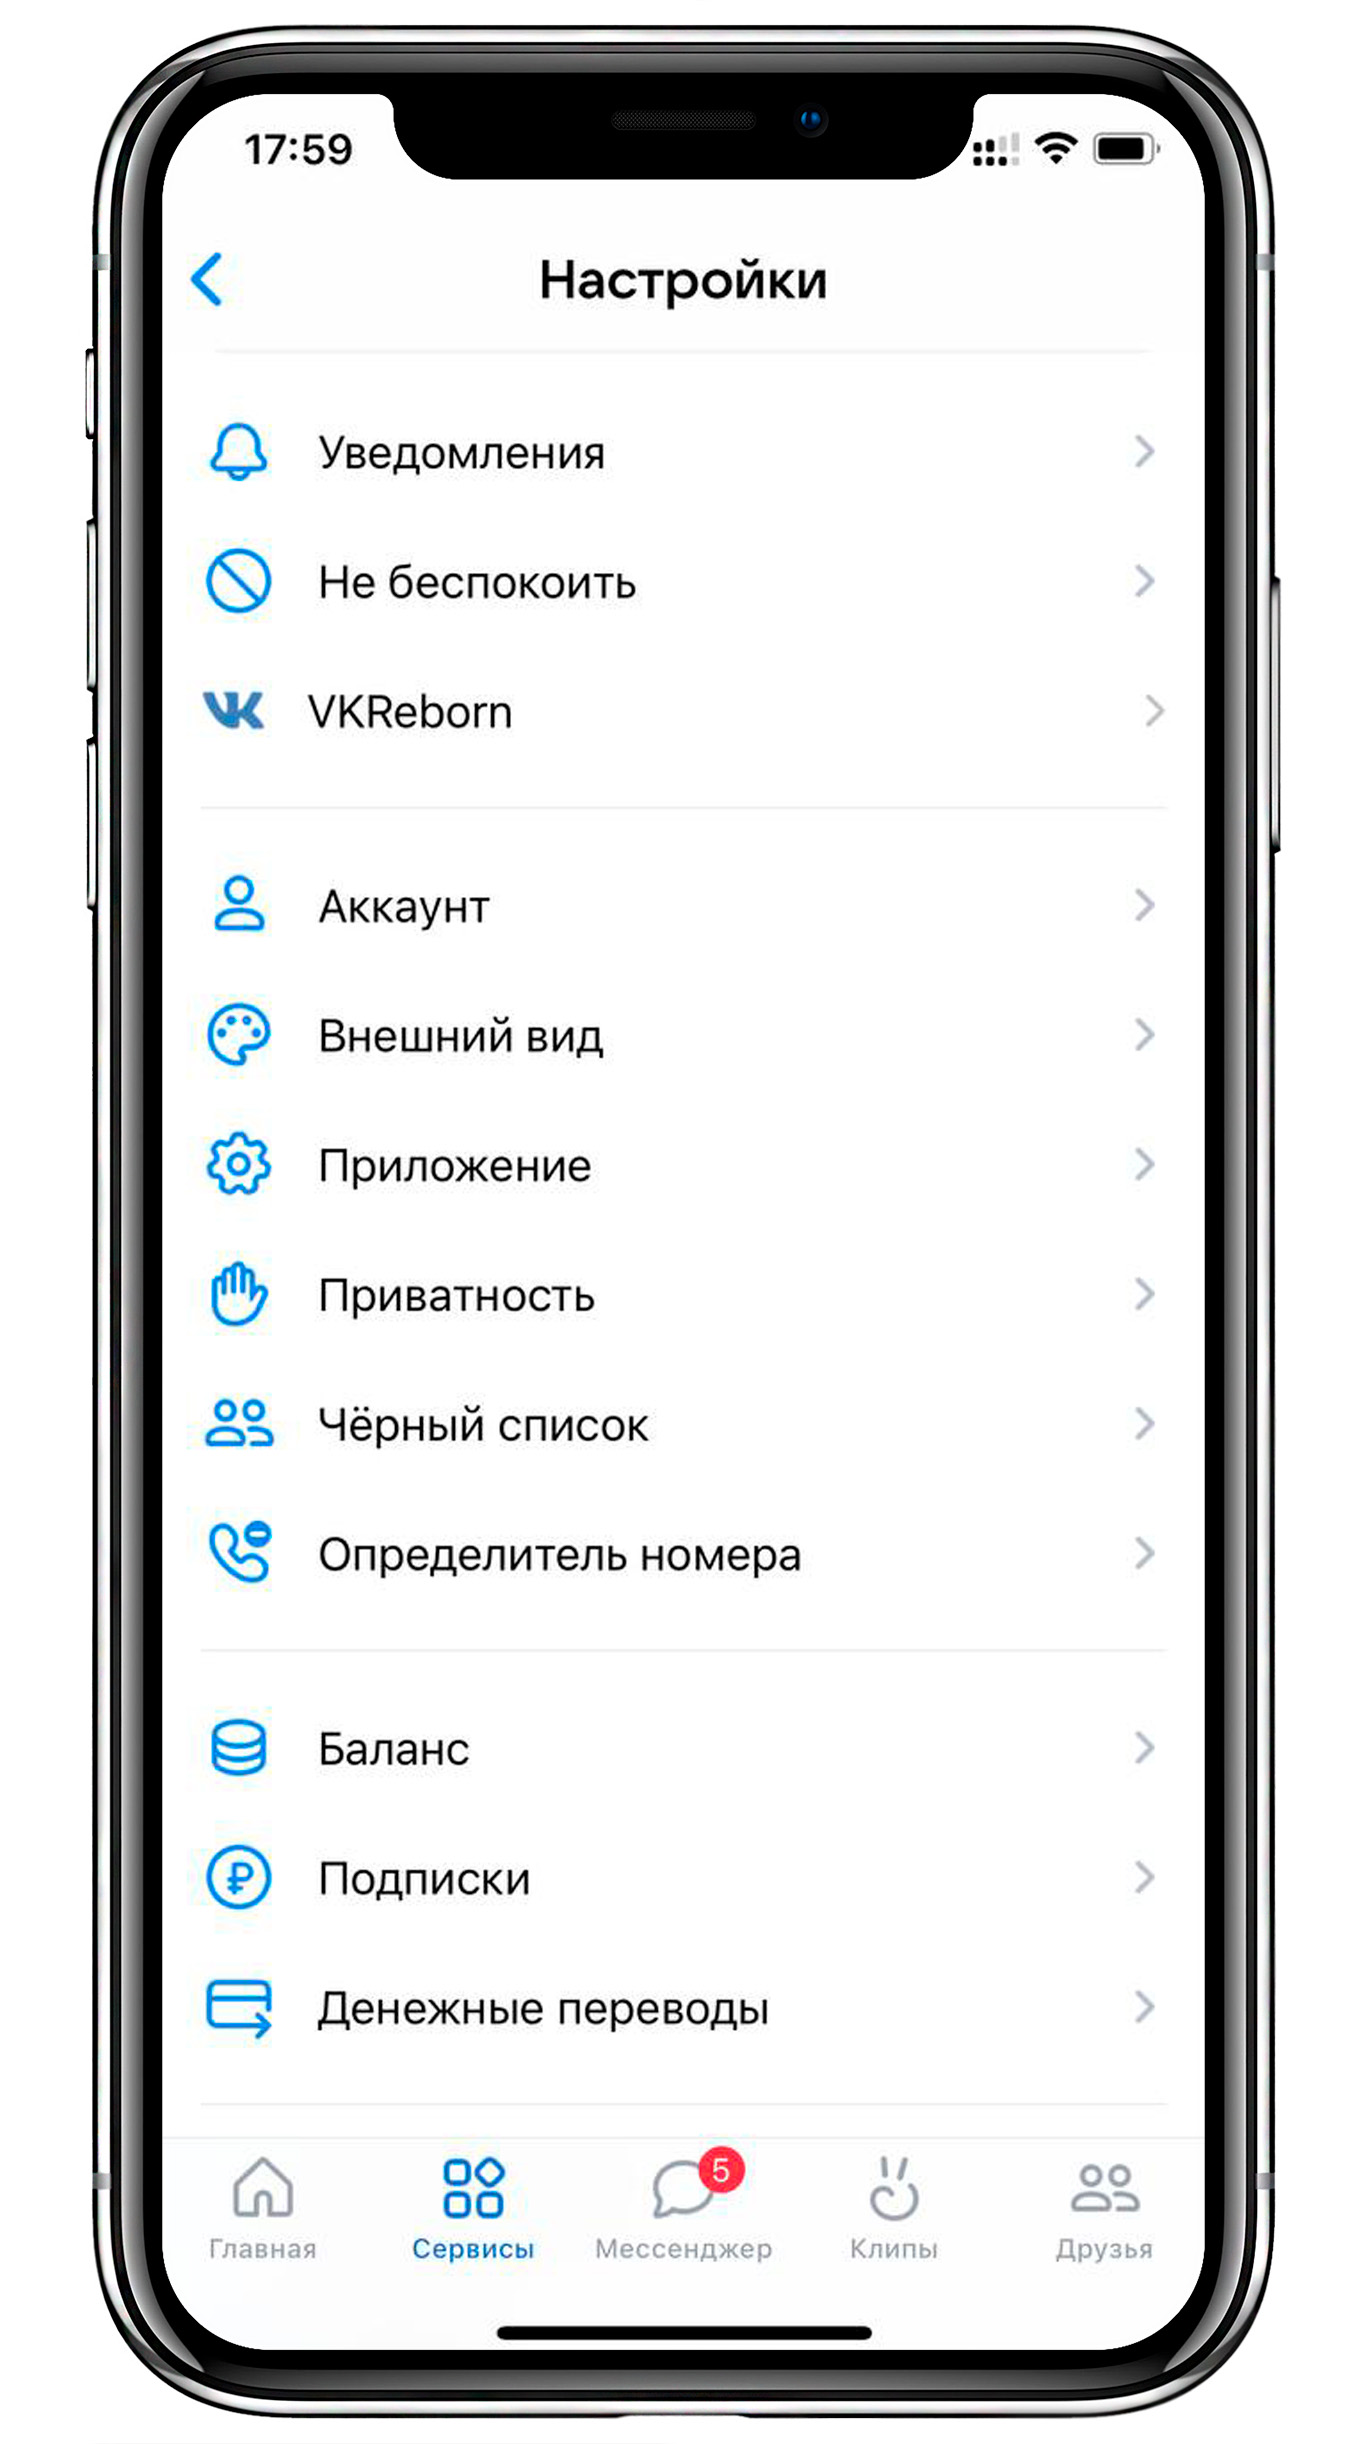 17:59
Настройки
Уведомления
Не беспокоить
VKReborn
Аккаунт
Внешний вид
Приложение
Приватность
Чёрный список
Определитель номера
Баланс
Подписки
Денежные переводы
5
Главная Сервисы Мессенджер Клипы Друзья